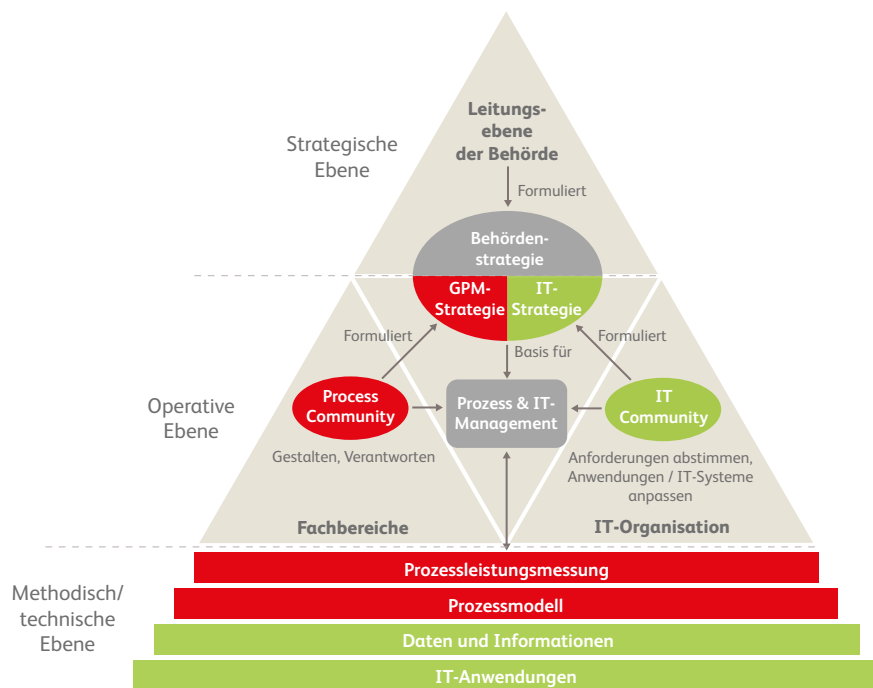 Leitungs-
ebene
der Behörde
Strategische
Ebene
Formuliert
Behörden-
strategie
GPM-
Strategie
IT-
Strategie
Formuliert
Formuliert
Basis für
Operative
Ebene
Process
Community
Prozess & IT-
Management
IT
Community
Gestalten, Verantworten
Anforderungen abstimmen,
Anwendungen / IT-Systeme
anpassen
Fachbereiche
IT-Organisation
Methodisch/
technische
Ebene
Prozessleistungsmessung
Prozessmodell
Daten und Informationen
IT-Anwendungen